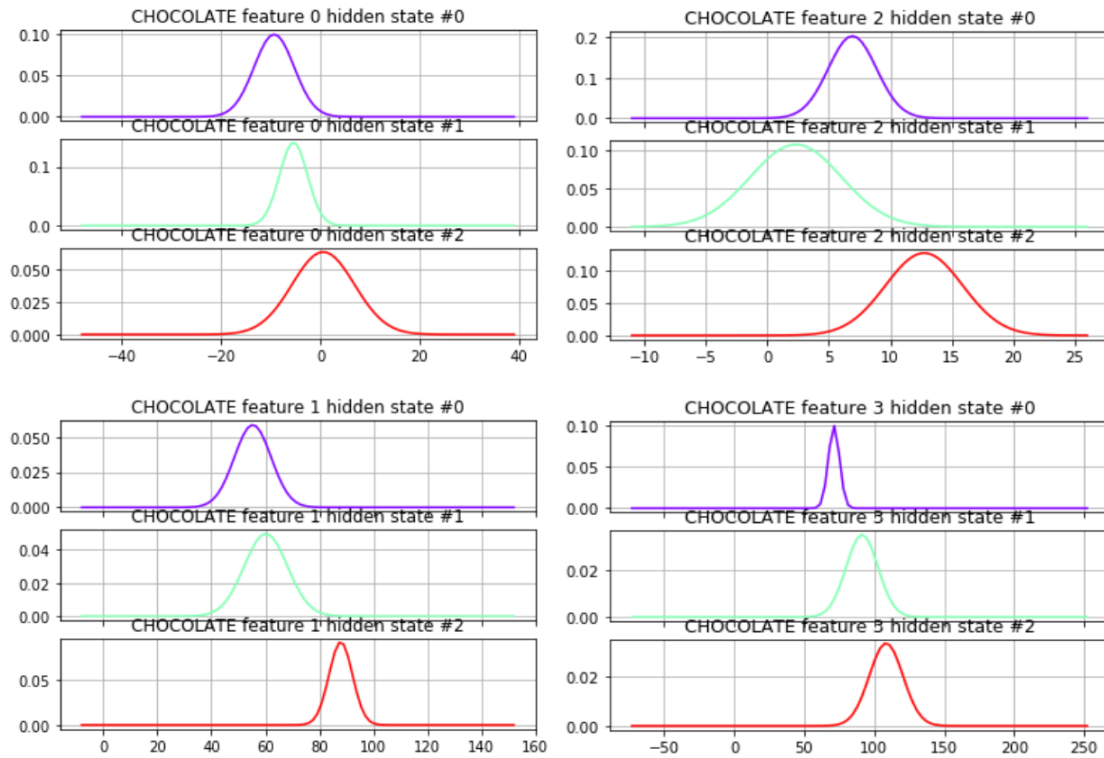 CHOCOLATE feature 0 hidden state #0
0.10
0.05
0.00
CHOCOLATE feature 0 hidden state #1
0.1
0.0
CHOCOLATE feature 0 hidden state #2
0.050
0.025
0.000
−40 −20 0 20 40
CHOCOLATE feature 2 hidden state #0
0.2
0.1
0.0
CHOCOLATE feature 2 hidden state #1
0.10
0.05
0.00
CHOCOLATE feature 2 hidden state #2
0.10
0.05
0.00
−10 −5 0 5 10 15 20 25
CHOCOLATE feature 1 hidden state #0
0.050
0.025
0.000
CHOCOLATE feature 1 hidden state #1
0.04
0.02
0.00
CHOCOLATE feature 1 hidden state #2
0.05
0.00
0 20 40 60 80 100 120 140 160
CHOCOLATE feature 3 hidden state #0
0.10
0.05
0.00
CHOCOLATE feature 3 hidden state #1
0.02
0.00
CHOCOLATE feature 3 hidden state #2
0.02
0.00
−50 0 50 100 150 200 250